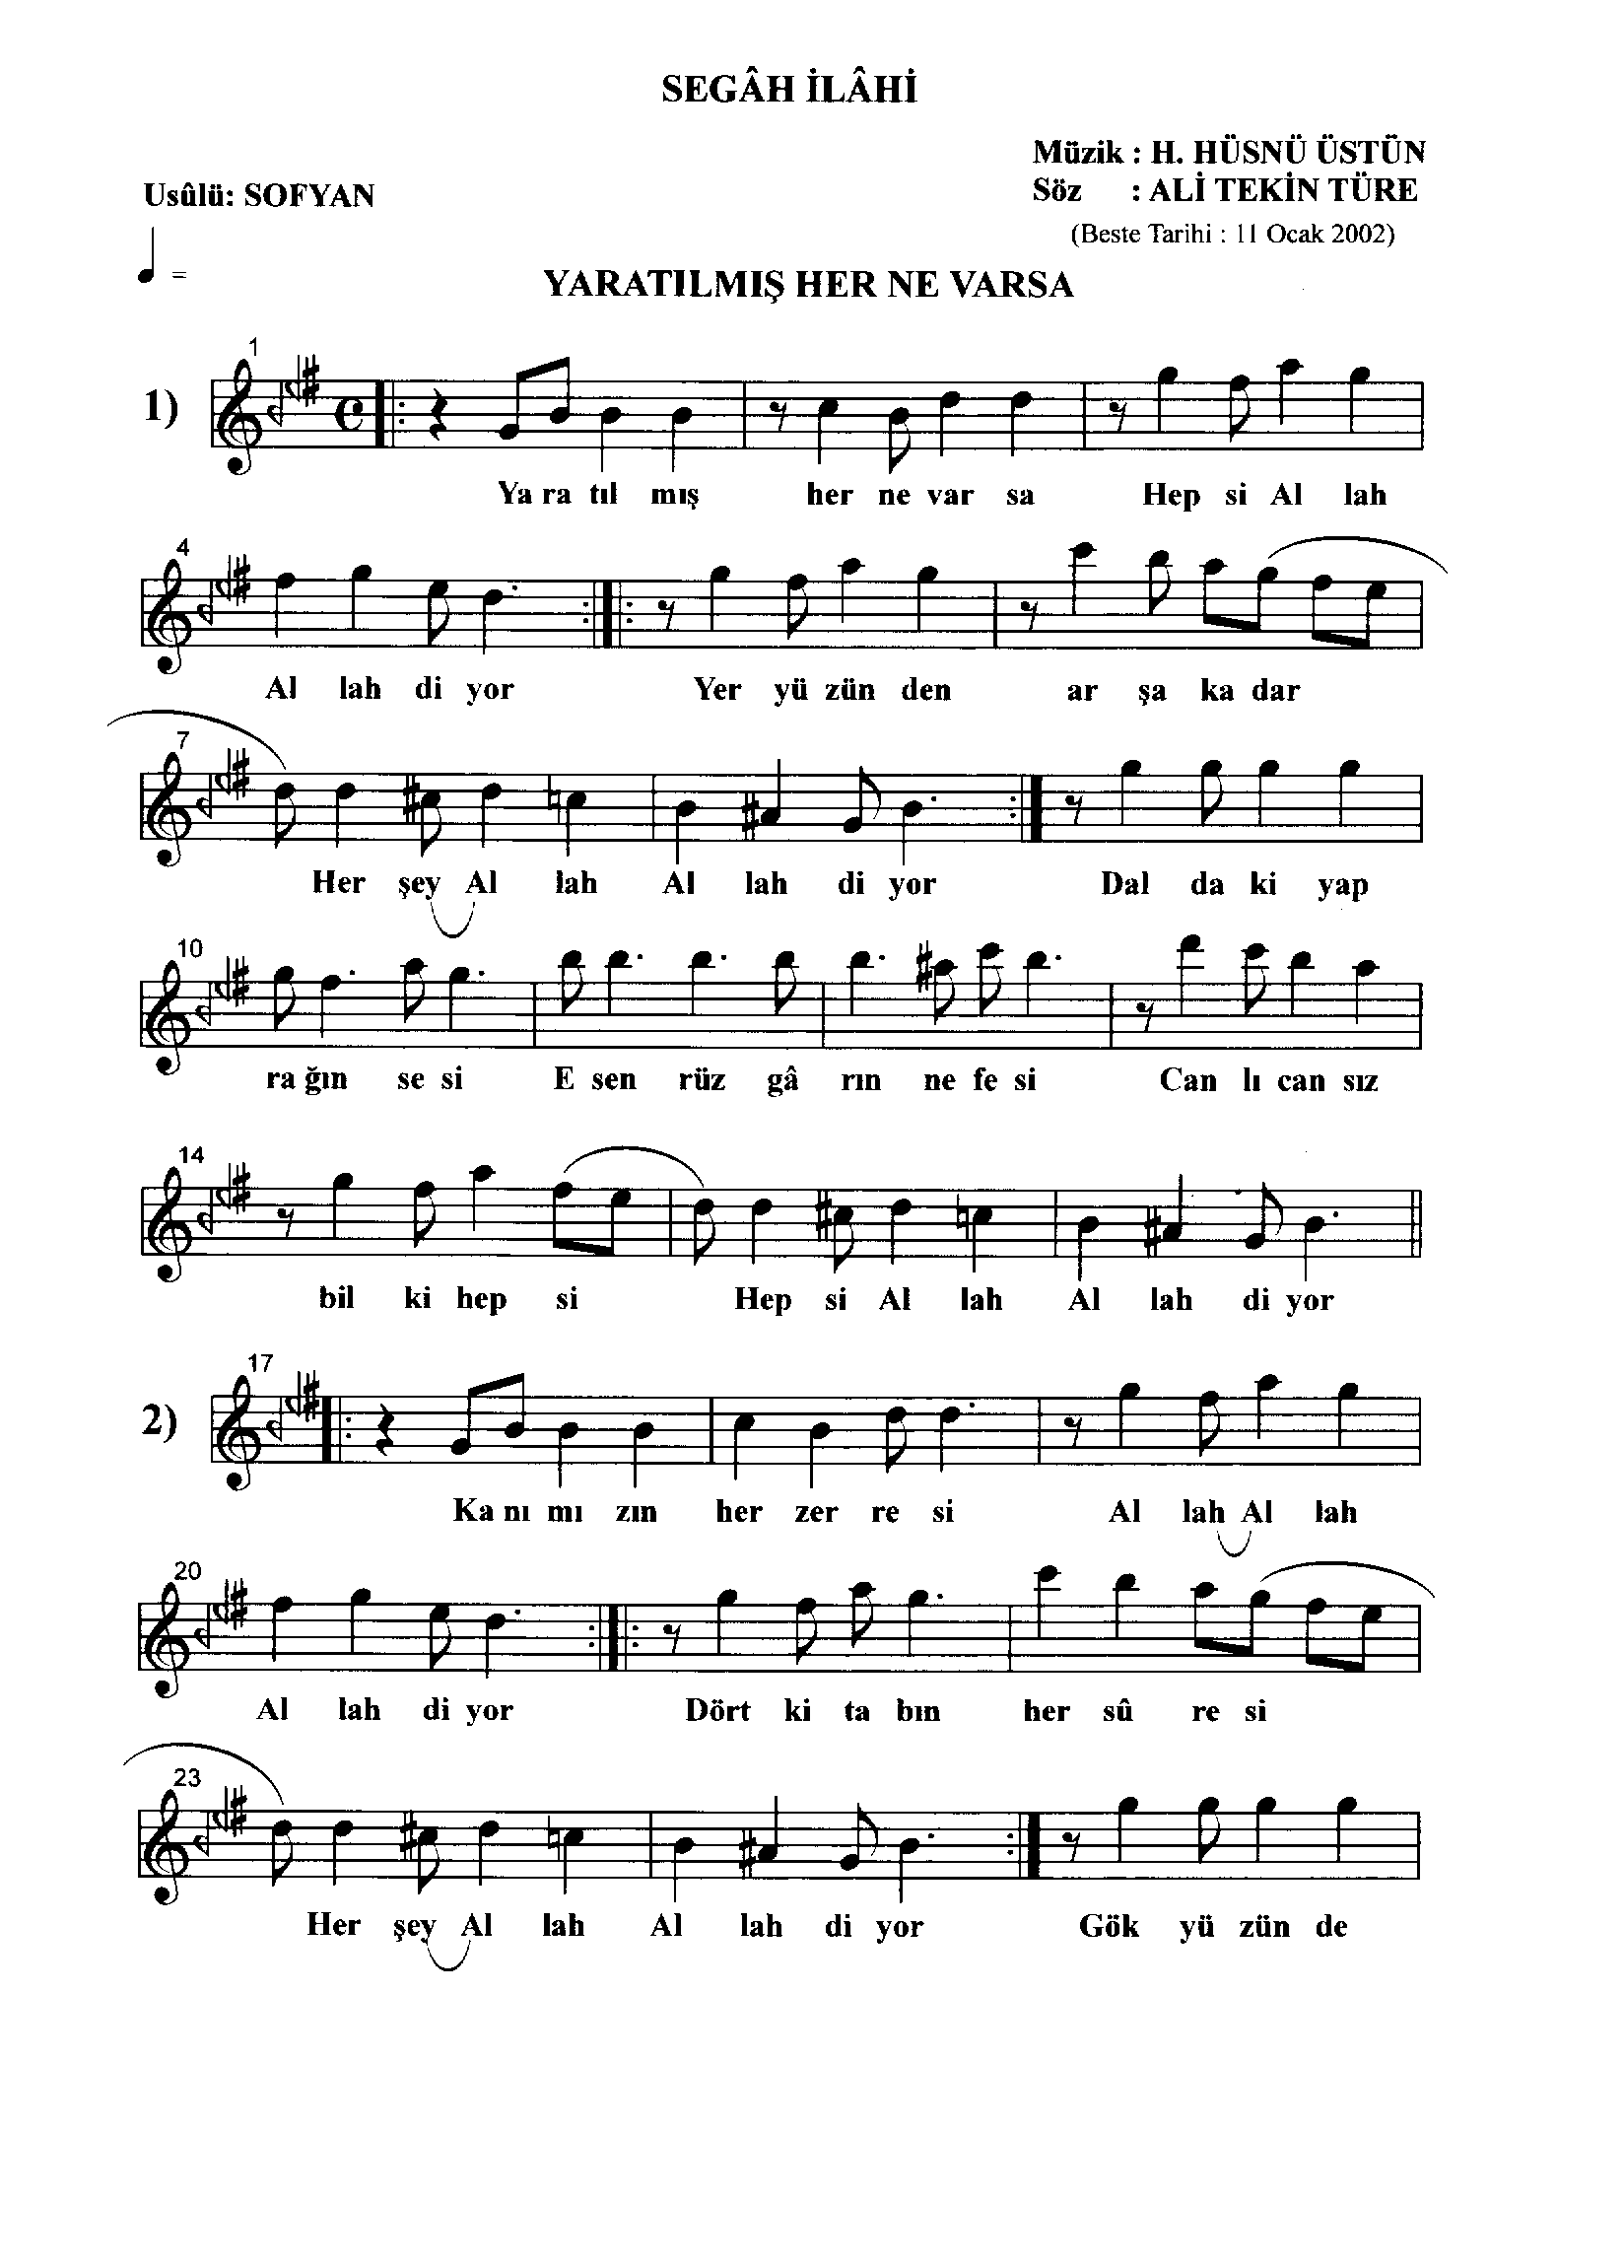 SEGÂH İLÂHİ
Müzik : H. HÜSNÜ ÜSTÜN
Usûlü: SOFYAN
Söz : ALİ TEKİN TÜRE
(Beste Tarihi : 11 Ocak 2002)
=
YARATILMIŞ HER NE VARSA
1
1)
Ya ra tıl mış her ne var sa Hep si Al lah
4
Al lah di yor Yer yü zün den ar şa ka dar
7
Her şey Al lah Al lah di yor Dal da ki yap
10
ra ğın se si E sen rüz gâ rın ne fe si Can lı can sız
14
bil ki hep si Hep si Al lah Al lah di yor
17
2)
Ka nı mı zın her zer re si Al lah Al lah
20
Al lah di yor Dört ki ta bın her sû re si
23
Her şey Al lah Al lah di yor Gök yü zün de